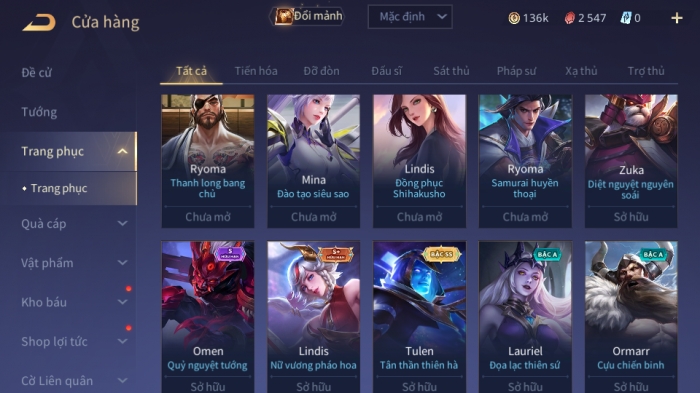 Cửa hàng
Đổi mảnh
Mặc định
136k
2 547
0
Đề cử
Tướng
Trang phục
Trang phục
Quà cáp
Vật phẩm
Kho báu
Shop lợi tức
Cờ Liên quân
Tất cả
Tiến hóa
Đỡ đòn
Đấu sĩ
Sát thủ
Pháp sư
Xạ thủ
Trợ thủ
Ryoma
Thanh long bang
chủ
Chưa mở
Mina
Đào tạo siêu sao
Chưa mở
Lindis
Đồng phục
Shihakusho
Chưa mở
Ryoma
Samurai huyền
thoại
Chưa mở
Zuka
Diệt nguyệt nguyên
soái
Sở hữu
S
HỮU HẠN
Omen
Quỷ nguyệt tướng
Sở hữu
S+
HỮU HẠN
Lindis
Nữ vương pháo hoa
Sở hữu
BẬC SS
Tulen
Tân thần thiên hà
Sở hữu
BẬC A
Lauriel
Đọa lạc thiên sứ
Sở hữu
BẬC A
Ormarr
Cựu chiến binh
Sở hữu